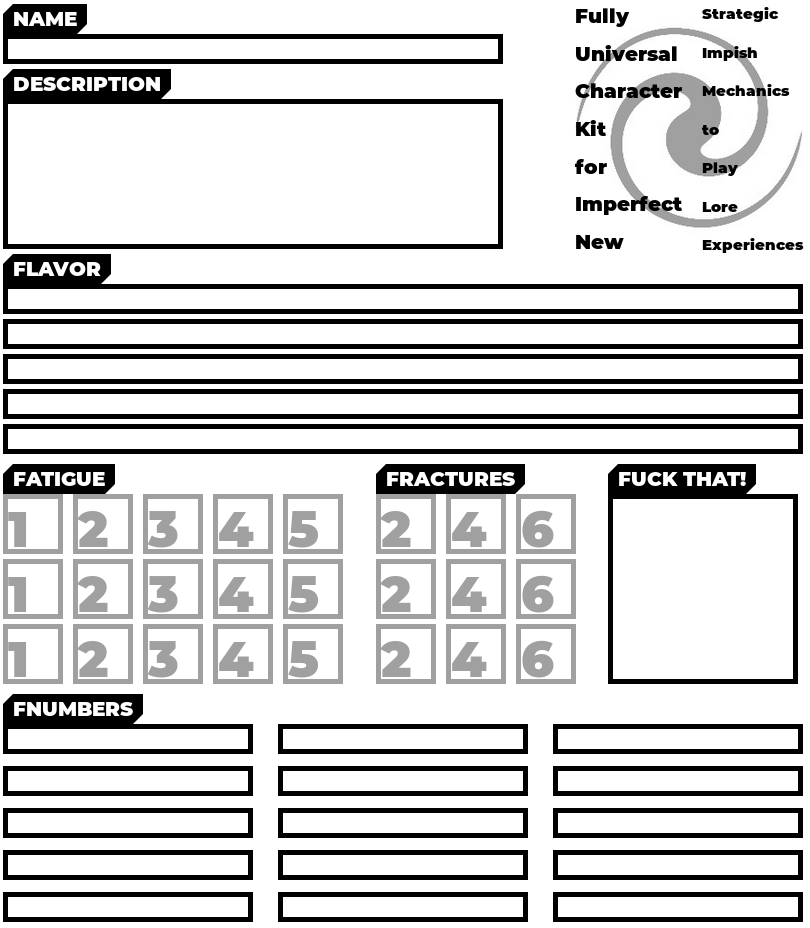 NAME
DESCRIPTION
Fully
Universal
Character
Kit
for
Imperfect
New
Strategic
Impish
Mechanics
to
Play
Lore
Experiences
FLAVOR
FATIGUE
1 2 3 4 5
1 2 3 4 5
1 2 3 4 5
FRACTURES
2 4 6
2 4 6
2 4 6
FUCK THAT!
FNUMBERS